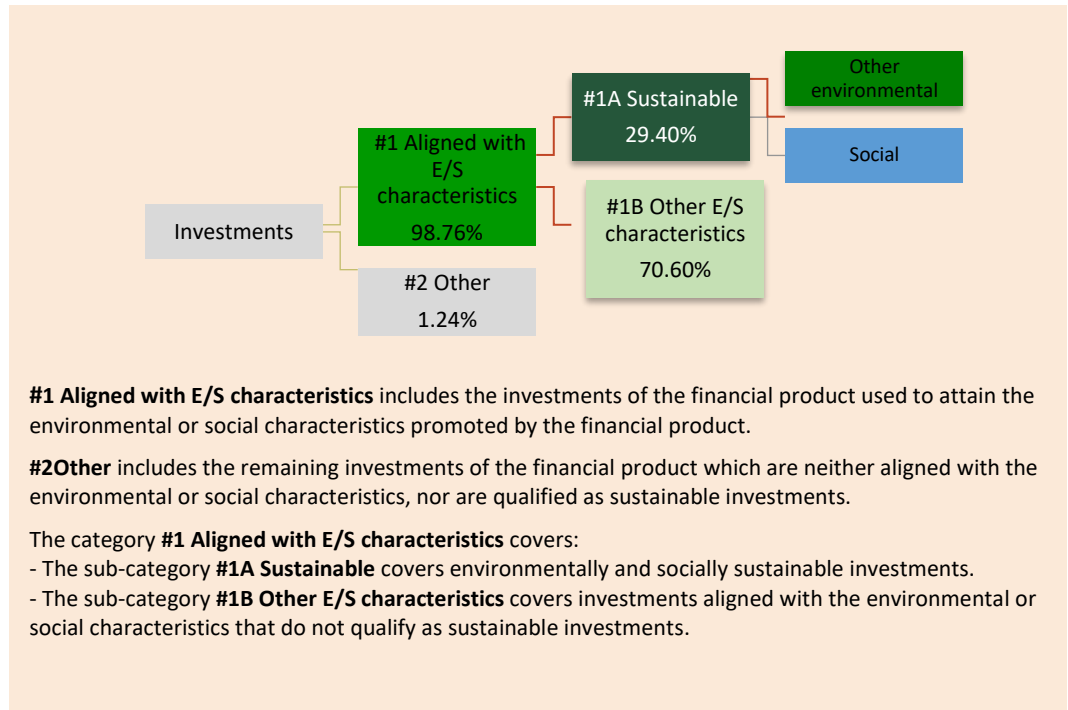 Other
environmental
#1A Sustainable
29.40%
Social
#1 Aligned with
E/S
characteristics
98.76%
#1B Other E/S
characteristics
70.60%
Investments
#2 Other
1.24%
#1 Aligned with E/S characteristics includes the investments of the financial product used to attain the
environmental or social characteristics promoted by the financial product.
#2Other includes the remaining investments of the financial product which are neither aligned with the
environmental or social characteristics, nor are qualified as sustainable investments.
The category #1 Aligned with E/S characteristics covers:
- The sub-category #1A Sustainable covers environmentally and socially sustainable investments.
- The sub-category #1B Other E/S characteristics covers investments aligned with the environmental or
social characteristics that do not qualify as sustainable investments.